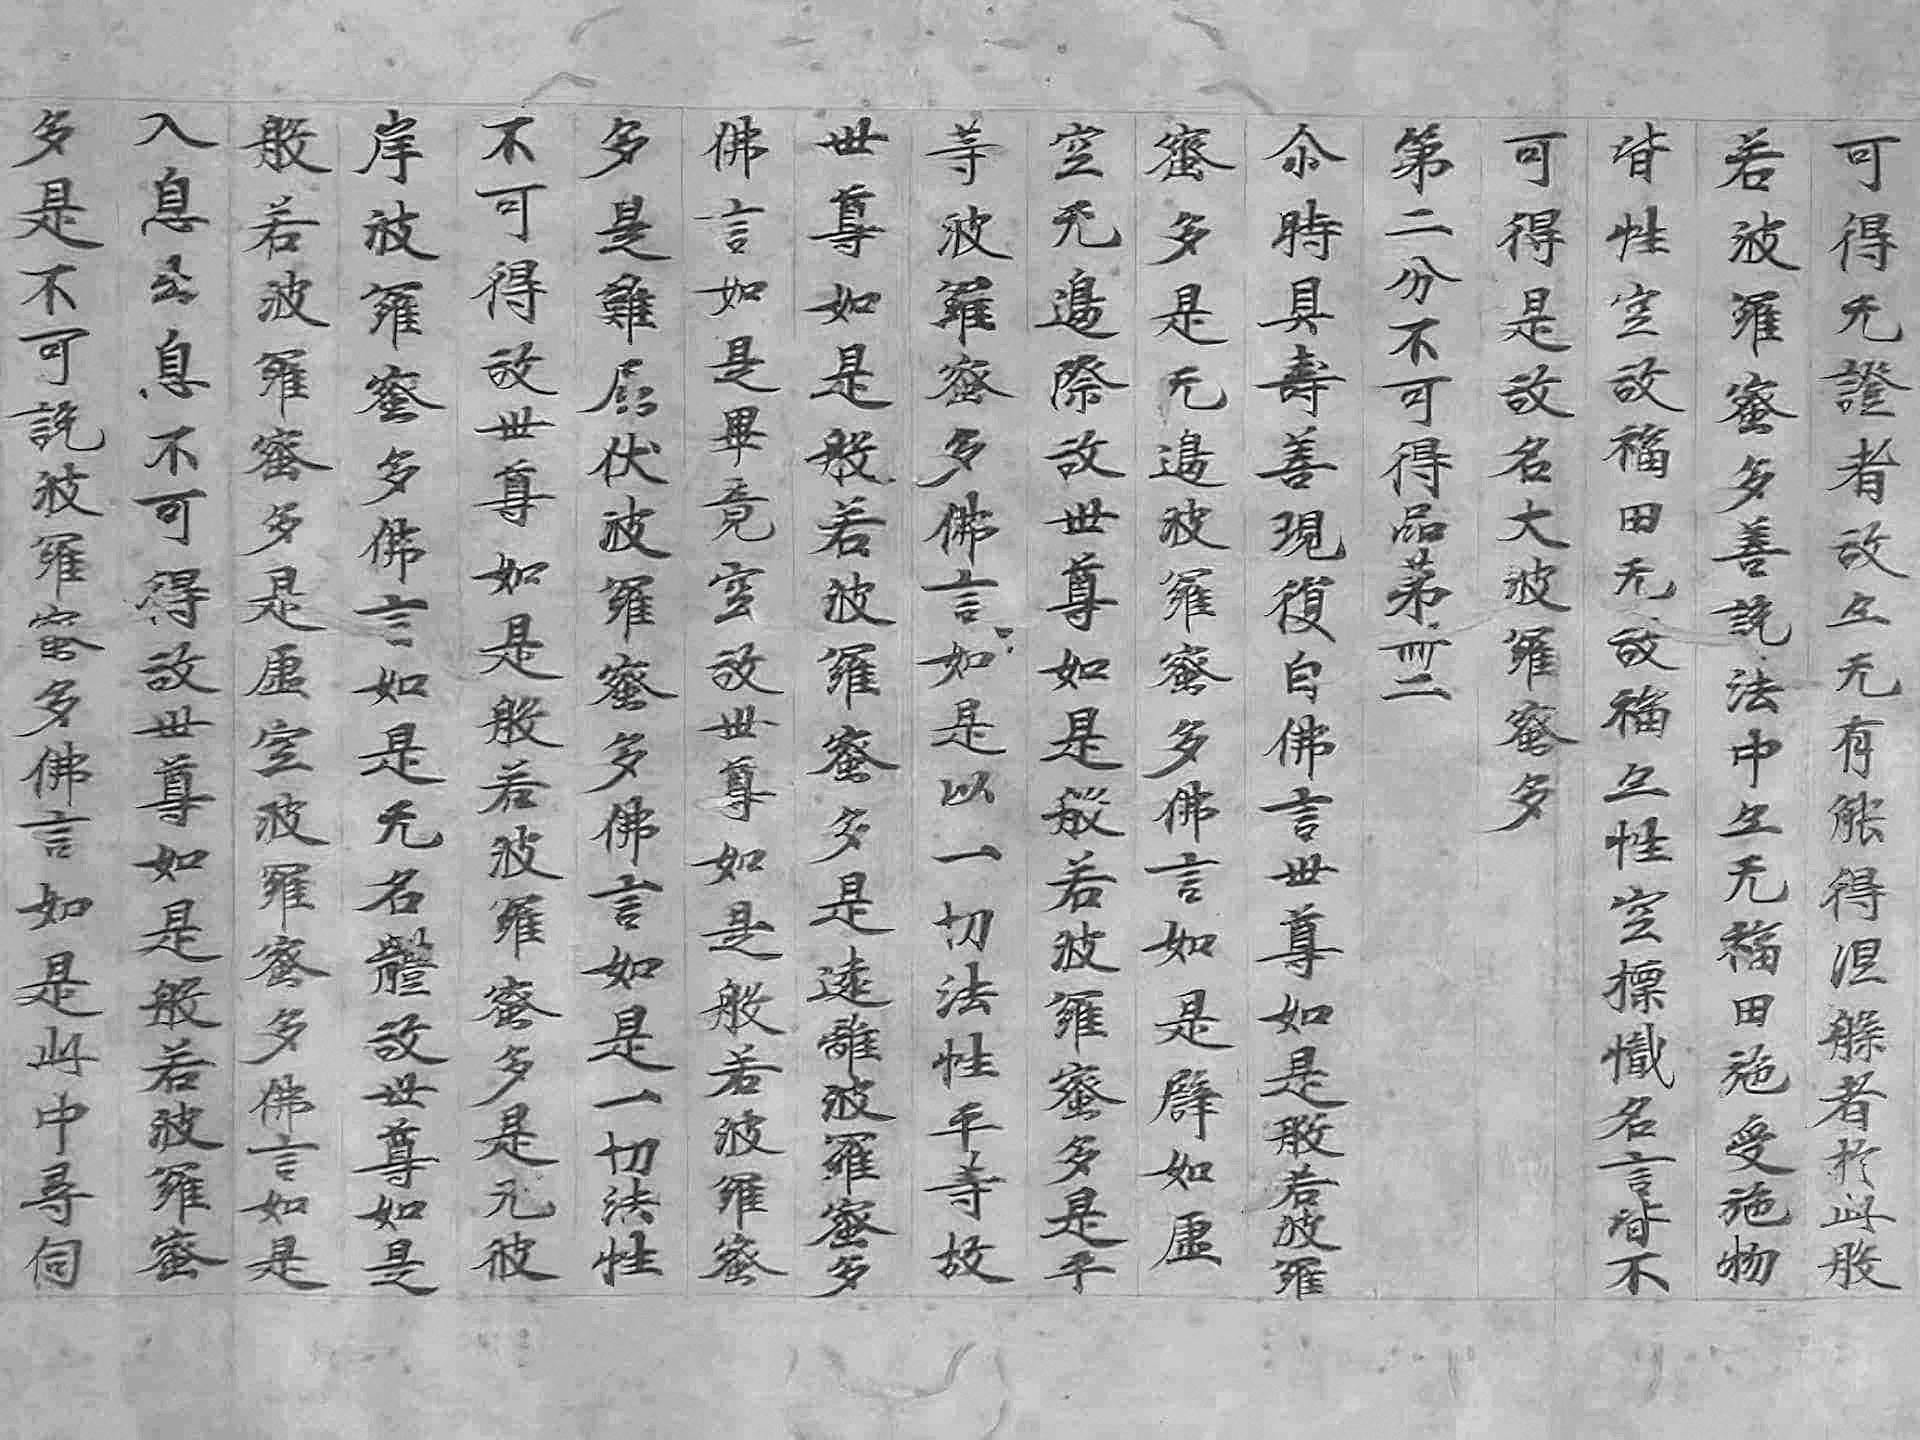 可得无證者故亦无有能得涅槃者於此般
若波羅蜜多善說法中亦无福田施受施物
皆性空故福田无故福亦性空摽幟名言皆不
可得是故名大波羅蜜多
第二分不可得品第卌二
尒時具壽善現復白佛言世尊如是般若波羅
蜜多是无邊波羅蜜多佛言如是譬如虛
空无邊際故世尊如是般若波羅蜜多是平
等波羅蜜多佛言如是以一切法性平等故
世尊如是般若波羅蜜多是遠離波羅蜜多
佛言如是畢竟空故世尊如是般若波羅蜜
多是難屈伏波羅蜜多佛言如是一切法性
不可得故世尊如是般若波羅蜜多是无彼
岸波羅蜜多佛言如是无名體故世尊如是
般若波羅蜜多是虛空波羅蜜多佛言如是
入息出息不可得故世尊如是般若波羅蜜
多是不可說波羅蜜多佛言如是此中尋伺